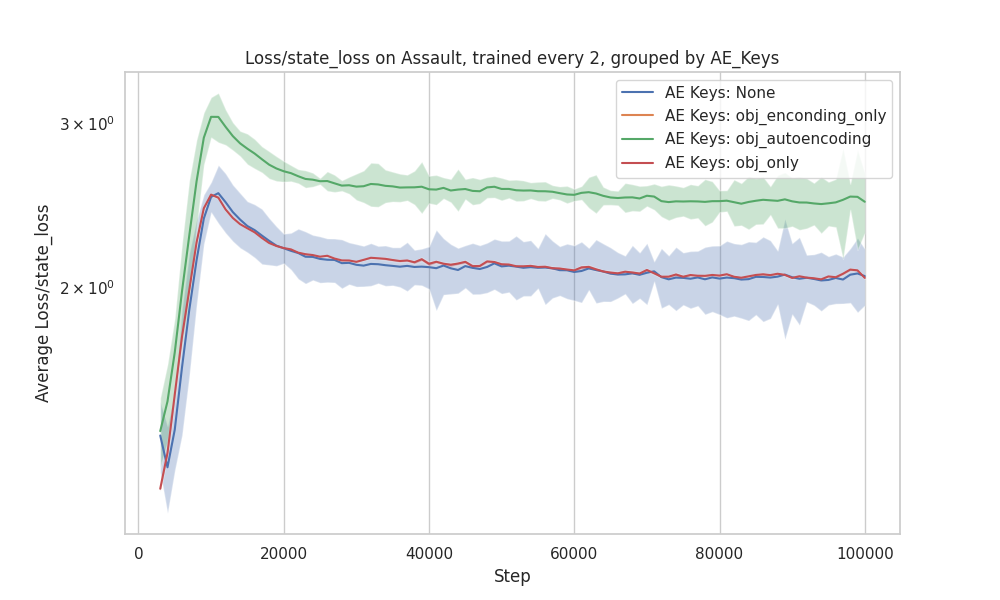 Loss/state_loss on Assault, trained every 2, grouped by AE_Keys
AE Keys: None
AE Keys: obj_enconding_only
AE Keys: obj_autoencoding
AE Keys: obj_only
3 × 10⁰
2 × 10⁰
Average Loss/state_loss
0 20000 40000 60000 80000 100000
Step